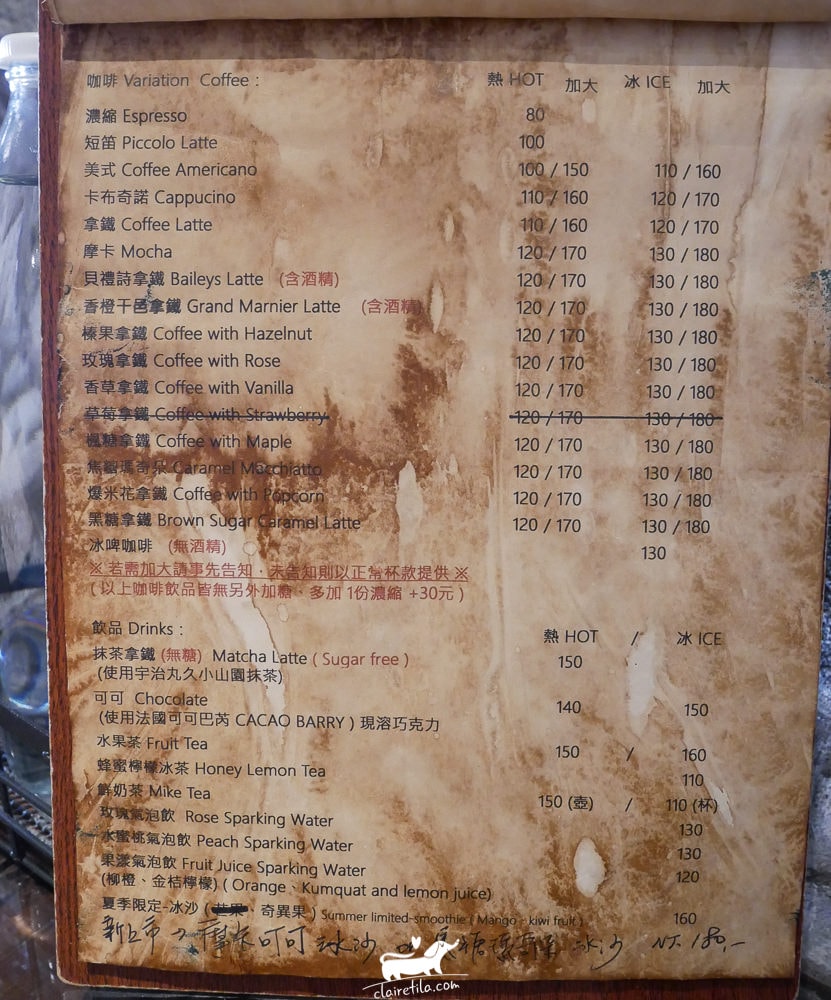 咖啡 Variation Coffee : 熱 HOT 加大 冰 ICE 加大
濃縮 Espresso 80
短笛 Piccolo Latte 100
美式 Coffee Americano 100 / 150 110 / 160
卡布奇諾 Cappucino 110 / 160 120 / 170
拿鐵 Coffee Latte 110 / 160 120 / 170
摩卡 Mocha 120 / 170 130 / 180
貝禮詩拿鐵 Baileys Latte (含酒精) 120 / 170 130 / 180
香橙干邑拿鐵 Grand Marnier Latte (含酒精) 120 / 170 130 / 180
榛果拿鐵 Coffee with Hazelnut 120 / 170 130 / 180
玫瑰拿鐵 Coffee with Rose 120 / 170 130 / 180
香草拿鐵 Coffee with Vanilla 120 / 170 130 / 180
草莓拿鐵 Coffee with Strawberry 120 / 170 130 / 180
楓糖拿鐵 Coffee with Maple 120 / 170 130 / 180
焦糖瑪奇朵 Caramel Macchiatto 120 / 170 130 / 180
爆米花拿鐵 Coffee with Popcorn 120 / 170 130 / 180
黑糖拿鐵 Brown Sugar Caramel Latte 120 / 170 130 / 180
冰啤咖啡 (無酒精) 130
※ 若需加大請事先告知，未告知則以正常杯款提供 ※
(以上咖啡飲品皆無另外加糖、多加 1份濃縮 +30元 )
飲品 Drinks : 熱 HOT / 冰 ICE
抹茶拿鐵 (無糖) Matcha Latte ( Sugar free ) 150
(使用宇治丸久小山園抹茶)
可可 Chocolate 140 150
(使用法國可可巴芮 CACAO BARRY ) 現溶巧克力
水果茶 Fruit Tea 150 / 160
蜂蜜檸檬冰茶 Honey Lemon Tea 110
鮮奶茶 Mike Tea 150 (壺) / 110 (杯)
玫瑰氣泡飲 Rose Sparking Water 130
水蜜桃氣泡飲 Peach Sparking Water 130
果漾氣泡飲 Fruit Juice Sparking Water 120
(柳橙、金桔檸檬) ( Orange、Kumquat and lemon juice)
夏季限定-冰沙 ( 芒果、奇異果 ) Summer limited-smoothie ( Mango、kiwi fruit ) 160
新上市 摩卡可可冰沙 冰沙 NT. 180.-
clairetila.com